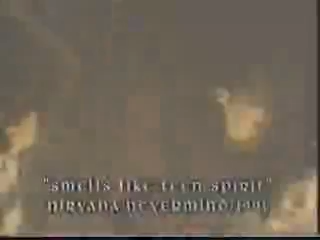 "smells like teen spirit"
nirvana/nevermind/1991